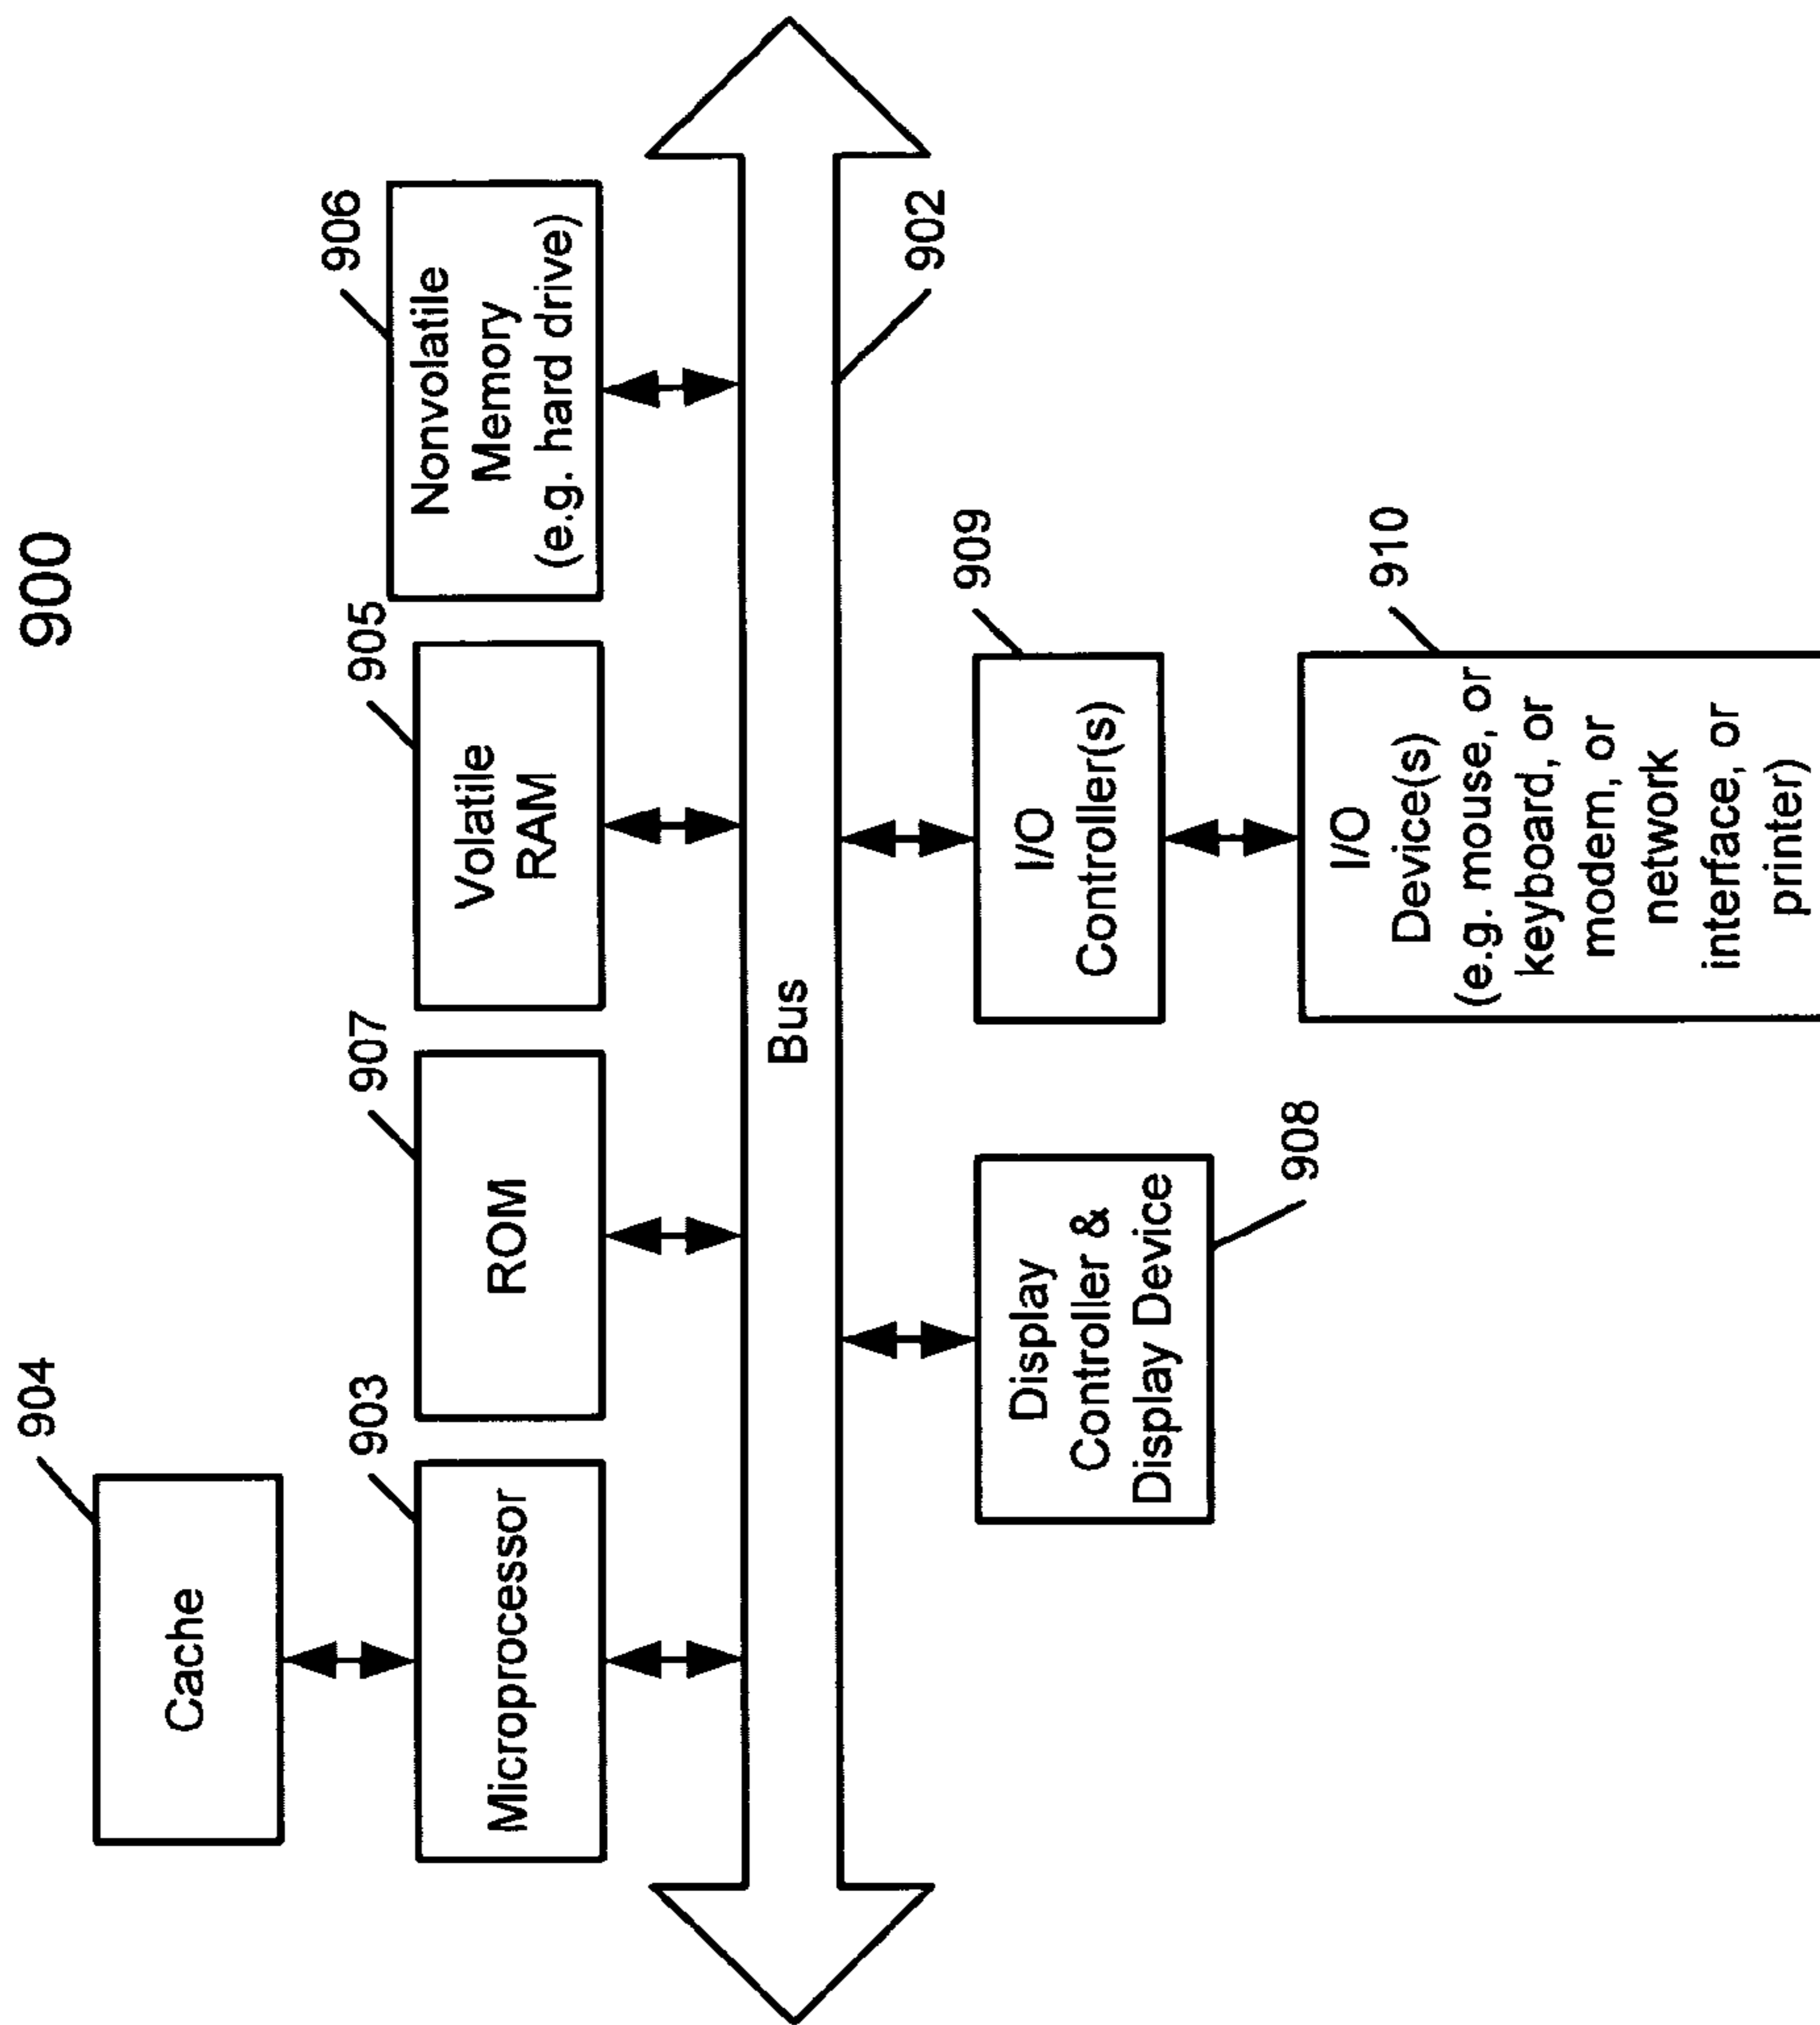 900
904
Cache
903
Microprocessor
907
ROM
905
Volatile
RAM
906
Nonvolatile
Memory
(e.g. hard drive)
Bus
902
Display
Controller &
Display Device
908
909
I/O
Controller(s)
910
I/O
Device(s)
(e.g. mouse, or
keyboard, or
modem, or
network
interface, or
printer)